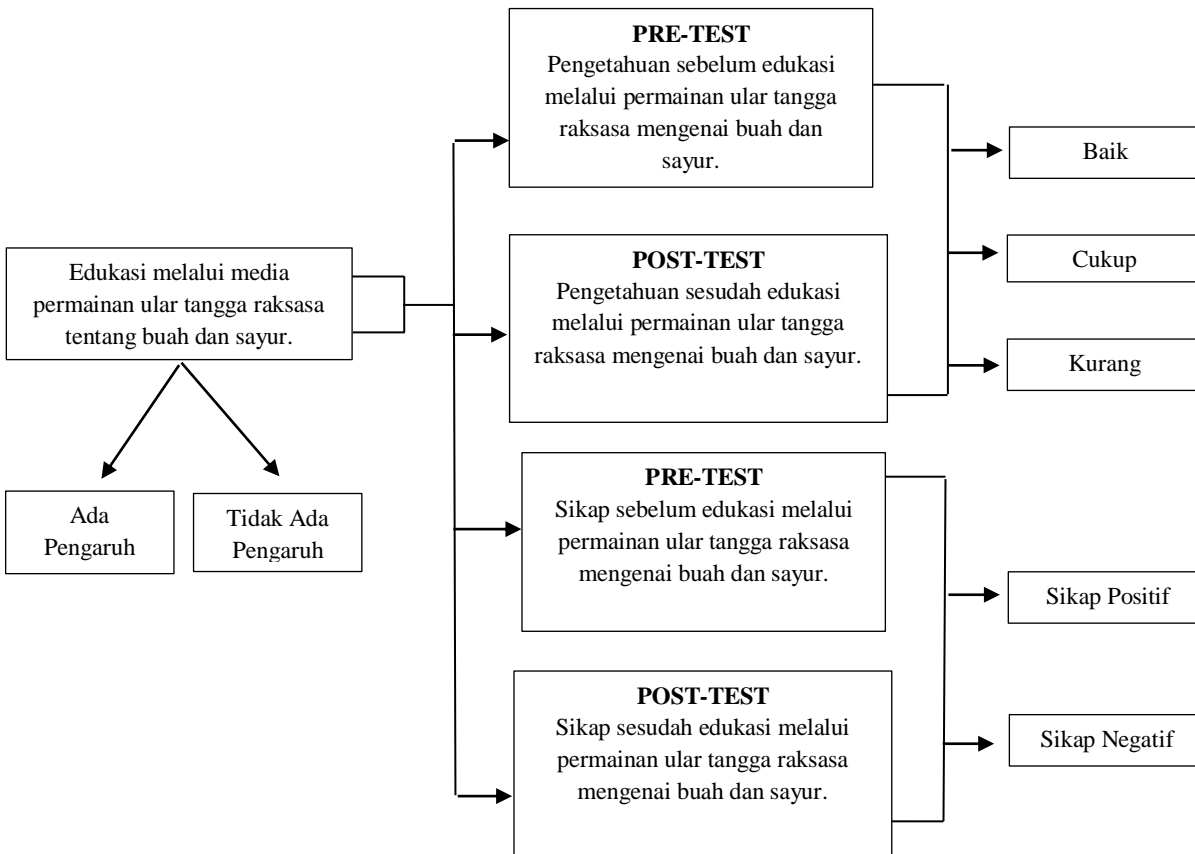 PRE-TEST
Pengetahuan sebelum edukasi
melalui permainan ular tangga
raksasa mengenai buah dan
sayur.
Baik
Edukasi melalui media
permainan ular tangga raksasa
tentang buah dan sayur.
POST-TEST
Pengetahuan sesudah edukasi
melalui permainan ular tangga
raksasa mengenai buah dan sayur.
Cukup
Kurang
Ada
Pengaruh
Tidak Ada
Pengaruh
PRE-TEST
Sikap sebelum edukasi melalui
permainan ular tangga raksasa
mengenai buah dan sayur.
Sikap Positif
POST-TEST
Sikap sesudah edukasi melalui
permainan ular tangga raksasa
mengenai buah dan sayur.
Sikap Negatif